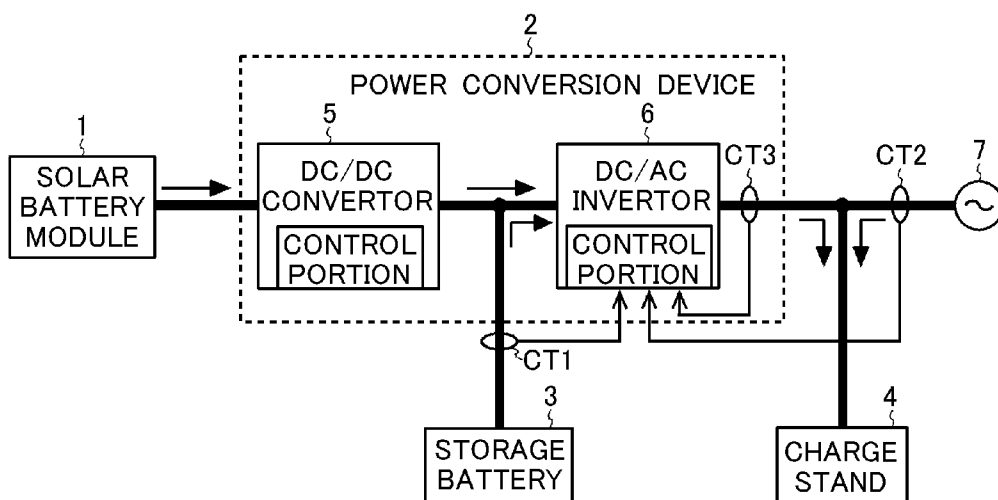 2
POWER CONVERSION DEVICE
1
5
6
7
SOLAR
BATTERY
MODULE
DC/DC
CONVERTOR
CONTROL
PORTION
DC/AC
INVERTOR
CONTROL
PORTION
CT3
CT2
CT1
3
STORAGE
BATTERY
4
CHARGE
STAND